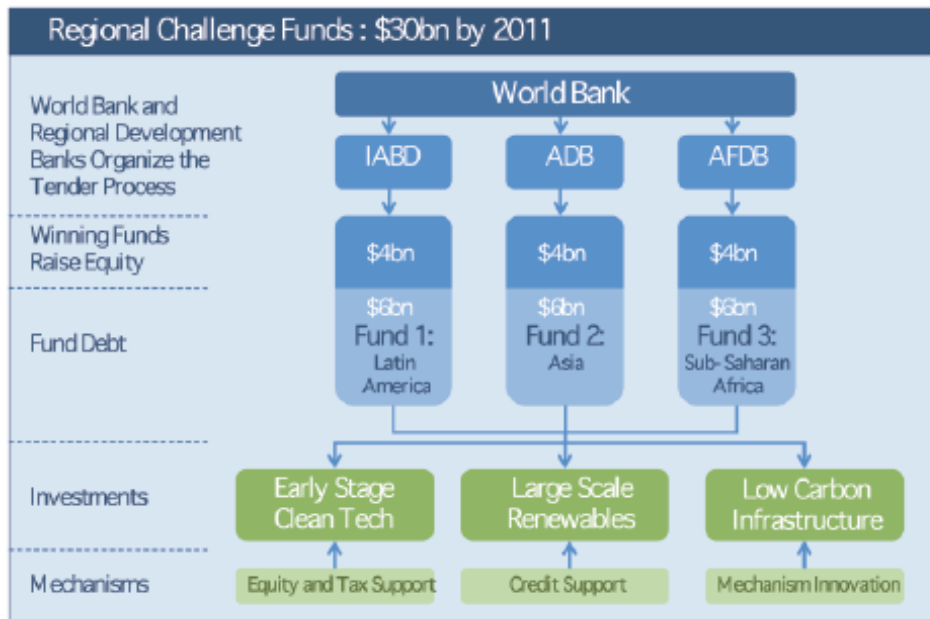 Regional Challenge Funds : $30bn by 2011
World Bank and
Regional Development
Banks Organize the
Tender Process
World Bank
IABD
ADB
AFDB
Winning Funds
Raise Equity
$4bn
$4bn
$4bn
Fund Debt
$6bn
Fund 1:
Latin
America
$6bn
Fund 2:
Asia
$6bn
Fund 3:
Sub-Saharan
Africa
Investments
Early Stage
Clean Tech
Large Scale
Renewables
Low Carbon
Infrastructure
Mechanisms
Equity and Tax Support
Credit Support
Mechanism Innovation